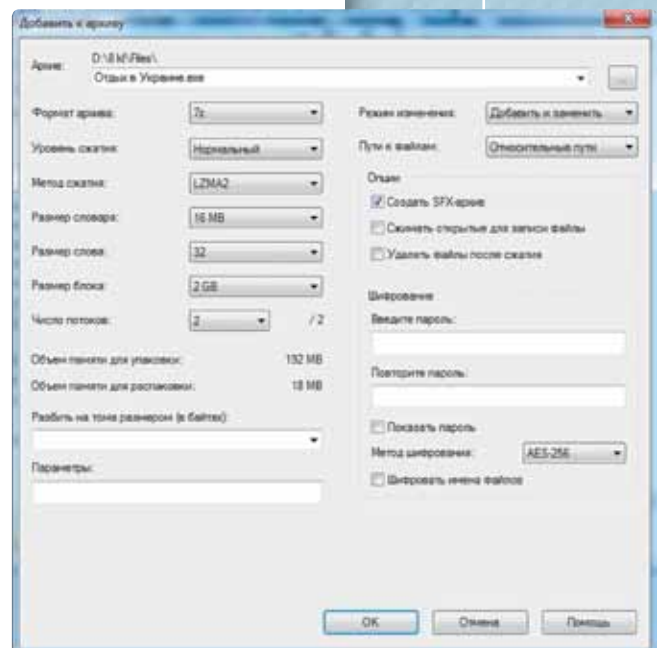 Добавить к архиву
Архив:
D:\8 kl\Files\
Отдых в Украине.exe
...
Формат архива:
7z
Уровень сжатия:
Нормальный
Метод сжатия:
LZMA2
Размер словаря:
16 MB
Размер слова:
32
Размер блока:
2 GB
Число потоков:
2
/ 2
Объем памяти для упаковки:
192 MB
Объем памяти для распаковки:
18 MB
Разбить на тома размером (в байтах):
Параметры:
Режим изменения:
Добавить и заменить
Пути к файлам:
Относительные пути
Опции
Создать SFX-архив
Сжимать открытые для записи файлы
Удалять файлы после сжатия
Шифрование
Введите пароль:
Повторите пароль:
Показать пароль
Метод шифрования:
AES-256
Шифровать имена файлов
OK
Отмена
Помощь